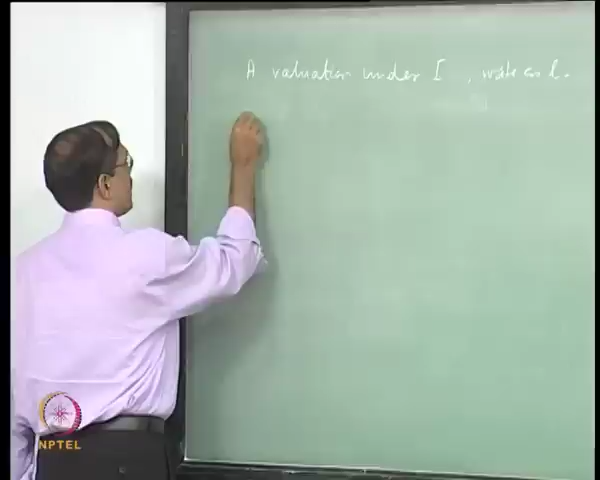 A valuation under I , write as l.
NPTEL